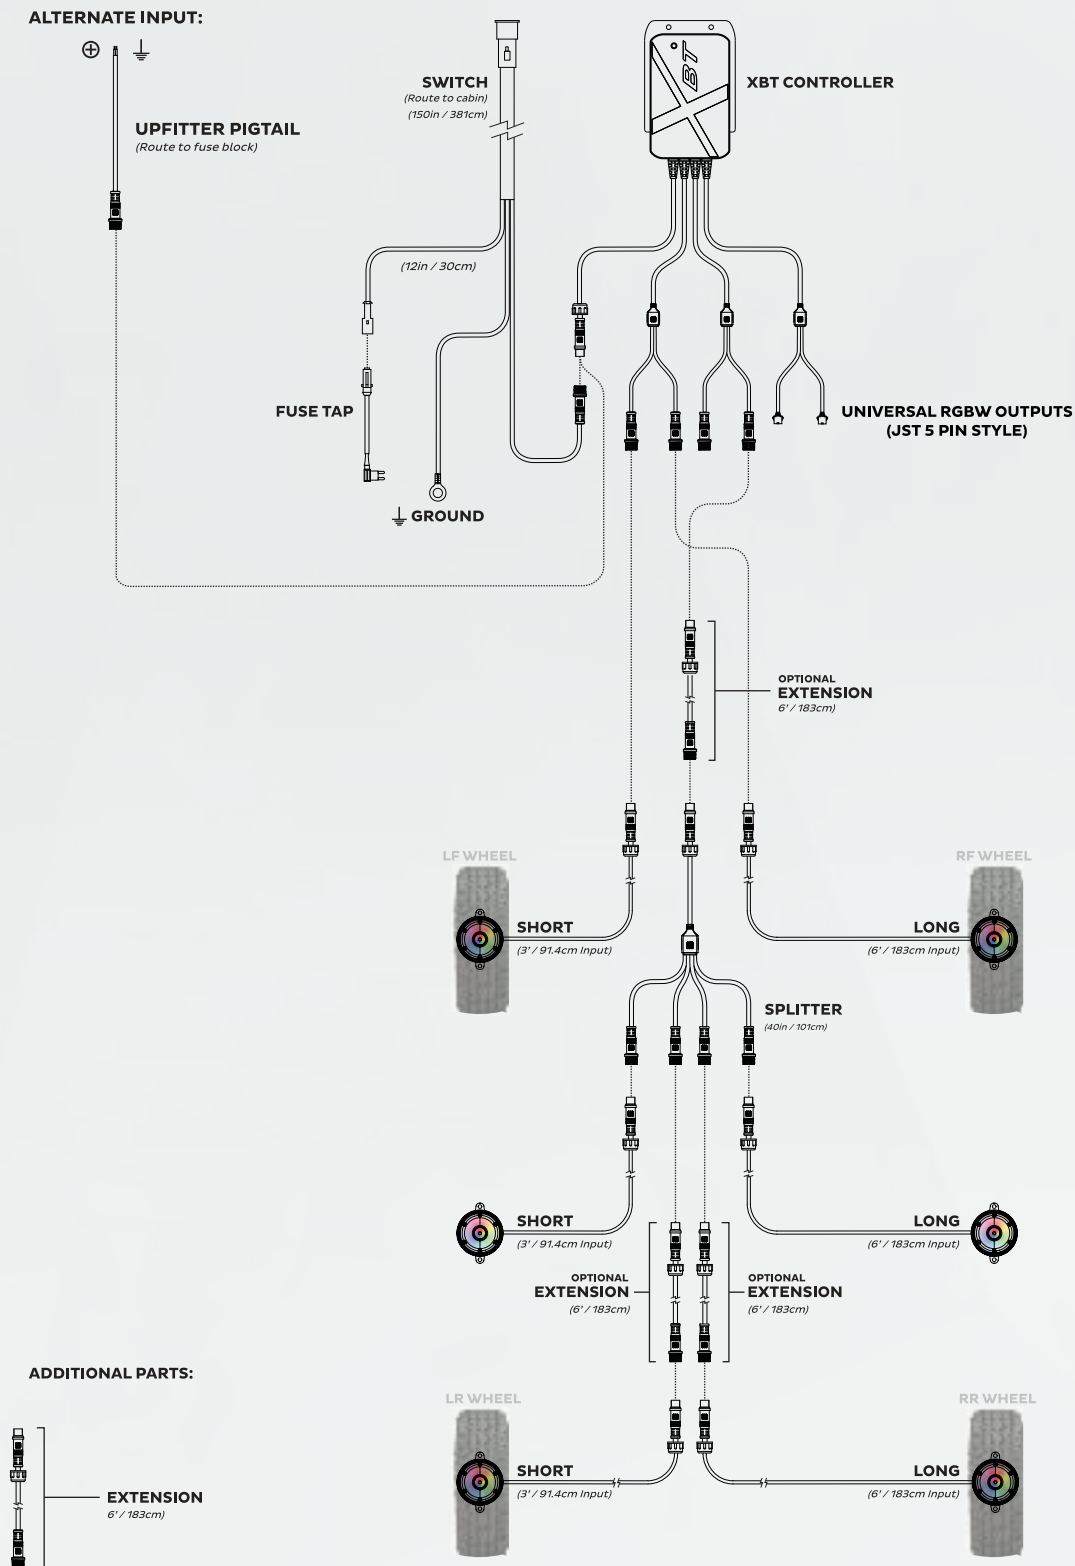 ALTERNATE INPUT:
UPFITTER PIGTAIL
(Route to fuse block)
SWITCH
(Route to cabin)
(150in / 381cm)
BT
XBT CONTROLLER
(12in / 30cm)
FUSE TAP
GROUND
UNIVERSAL RGBW OUTPUTS
(JST 5 PIN STYLE)
OPTIONAL
EXTENSION
6' / 183cm)
LF WHEEL
RF WHEEL
SHORT
(3' / 91.4cm Input)
LONG
(6' / 183cm Input)
SPLITTER
(40in / 101cm)
SHORT
(3' / 91.4cm Input)
LONG
(6' / 183cm Input)
OPTIONAL
EXTENSION
(6' / 183cm)
OPTIONAL
EXTENSION
(6' / 183cm)
ADDITIONAL PARTS:
LR WHEEL
RR WHEEL
SHORT
(3' / 91.4cm Input)
LONG
(6' / 183cm Input)
EXTENSION
6' / 183cm)